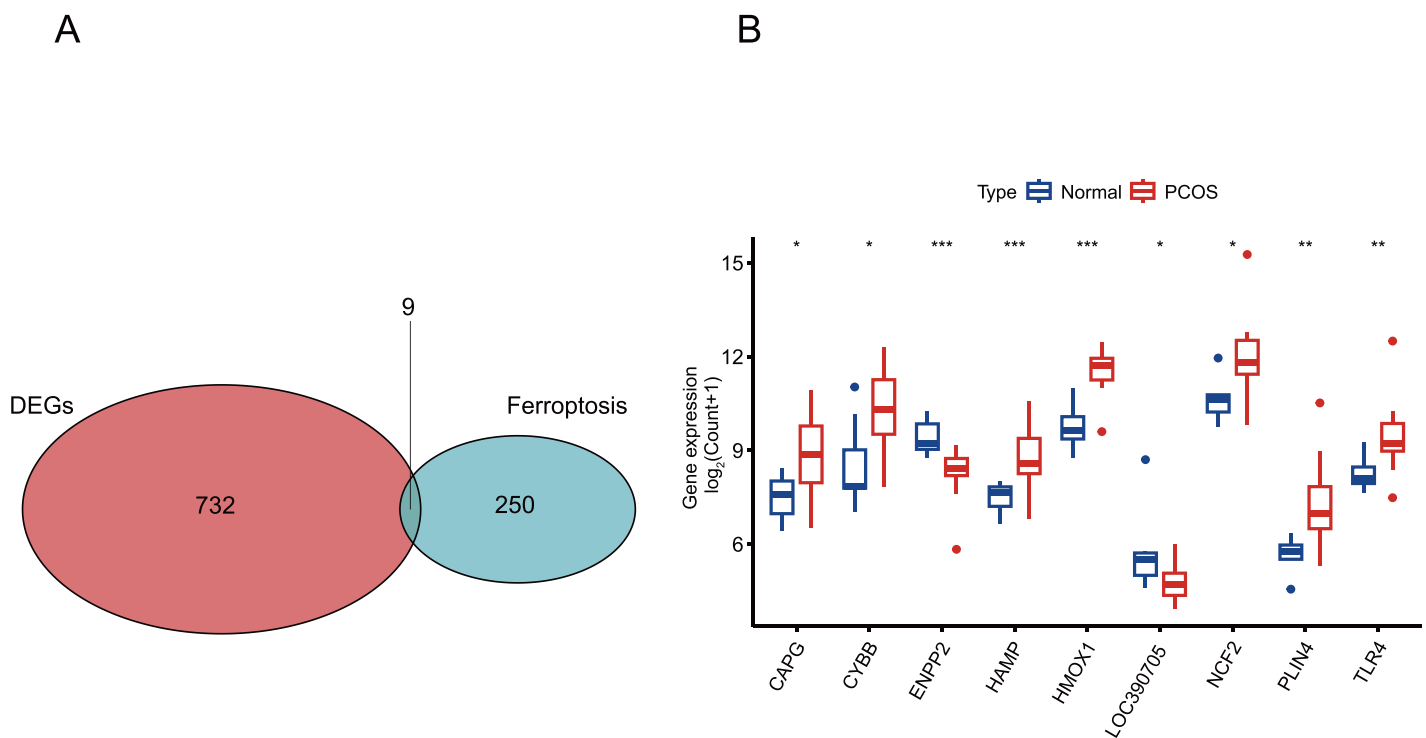 A
B
9
DEGs
Ferroptosis
732
250
Type Normal PCOS
* * *** *** *** * * ** **
15
12
9
6
Gene expression
log₂(Count+1)
CAPG
CYBB
ENPP2
HAMP
HMOX1
LOC390705
NCF2
PLIN4
TLR4